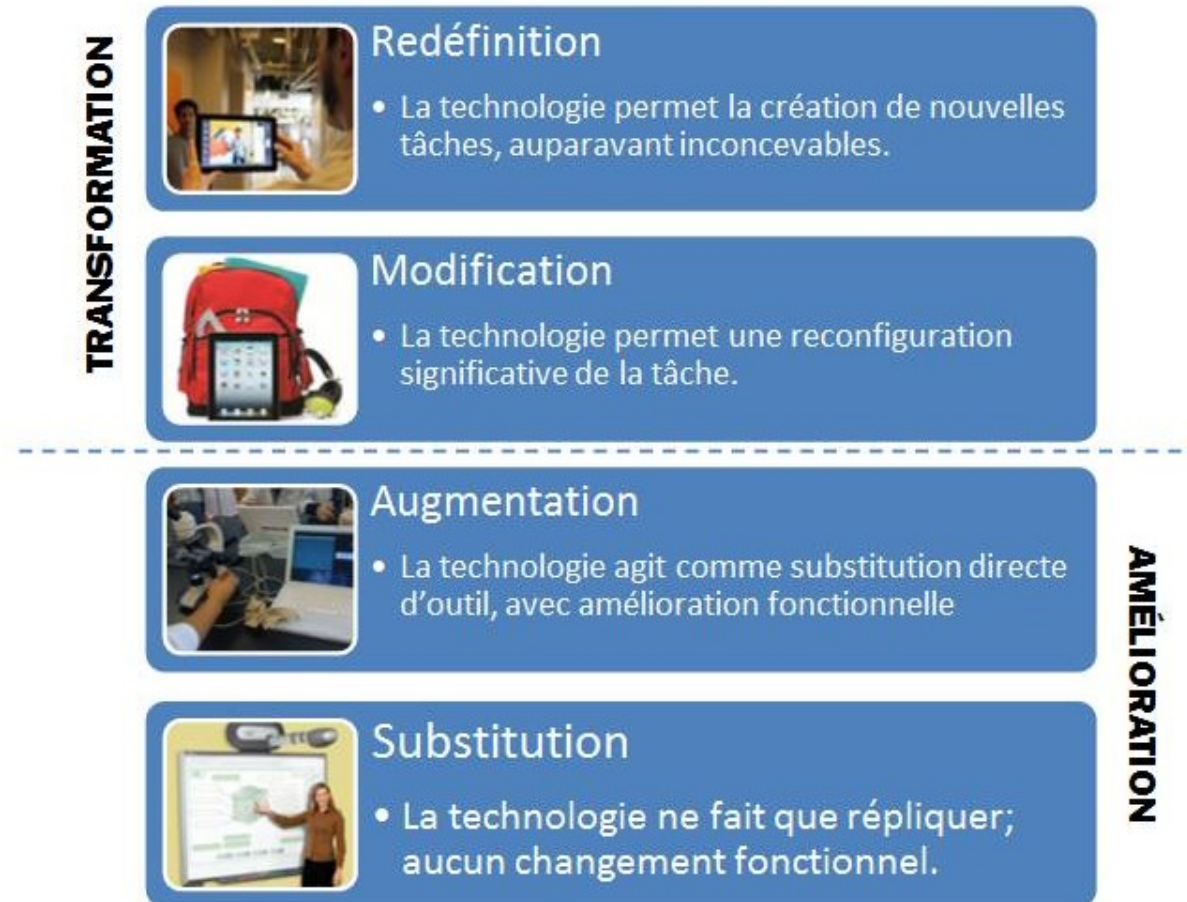 TRANSFORMATION
Redéfinition
• La technologie permet la création de nouvelles
tâches, auparavant inconcevables.
Modification
• La technologie permet une reconfiguration
significative de la tâche.
AMÉLIORATION
Augmentation
• La technologie agit comme substitution directe
d’outil, avec amélioration fonctionnelle
Substitution
• La technologie ne fait que répliquer;
aucun changement fonctionnel.